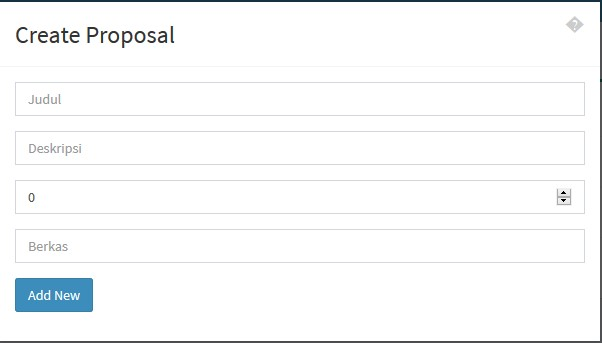 Create Proposal
�
Judul
Deskripsi
0
Berkas
Add New